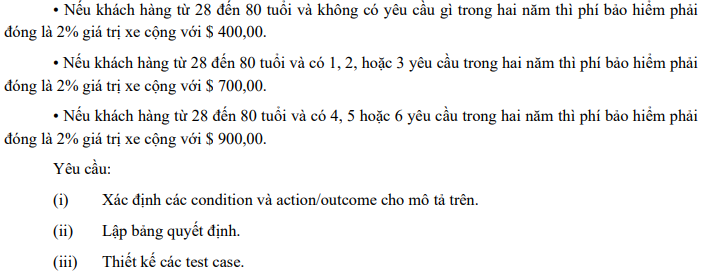 • Nếu khách hàng từ 28 đến 80 tuổi và không có yêu cầu gì trong hai năm thì phí bảo hiểm phải
đóng là 2% giá trị xe cộng với $ 400,00.
• Nếu khách hàng từ 28 đến 80 tuổi và có 1, 2, hoặc 3 yêu cầu trong hai năm thì phí bảo hiểm phải
đóng là 2% giá trị xe cộng với $ 700,00.
• Nếu khách hàng từ 28 đến 80 tuổi và có 4, 5 hoặc 6 yêu cầu trong hai năm thì phí bảo hiểm phải
đóng là 2% giá trị xe cộng với $ 900,00.
Yêu cầu:
(i) Xác định các condition và action/outcome cho mô tả trên.
(ii) Lập bảng quyết định.
(iii) Thiết kế các test case.